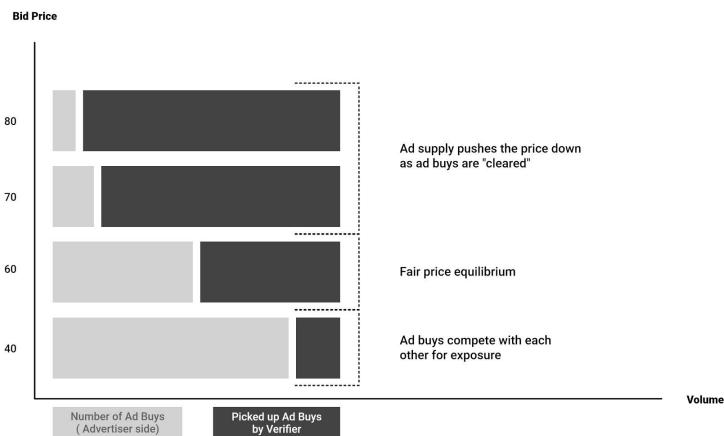 Bid Price
80
Ad supply pushes the price down
as ad buys are "cleared"
70
60
Fair price equilibrium
40
Ad buys compete with each
other for exposure
Volume
Number of Ad Buys
( Advertiser side)
Picked up Ad Buys
by Verifier